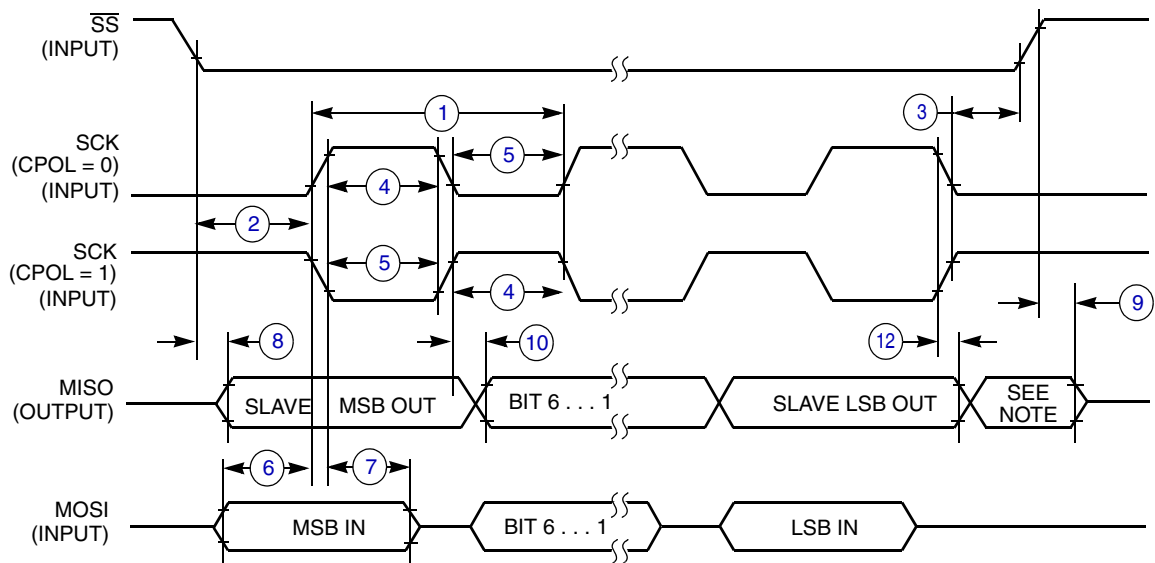 SS
(INPUT)
1
3
SCK
(CPOL = 0)
(INPUT)
5
4
2
SCK
(CPOL = 1)
(INPUT)
5
4
9
8
10
12
MISO
(OUTPUT)
SLAVE
MSB OUT
BIT 6 . . . 1
SLAVE LSB OUT
SEE
NOTE
6
7
MOSI
(INPUT)
MSB IN
BIT 6 . . . 1
LSB IN